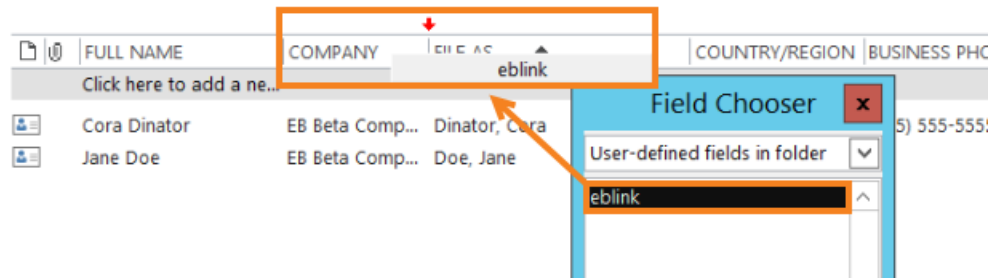 FULL NAME COMPANY FILE AS COUNTRY/REGION BUSINESS PHO
eblink
Click here to add a ne...
Field Chooser x
Cora Dinator EB Beta Comp... Dinator, Cora 5) 555-5555
User-defined fields in folder
Jane Doe EB Beta Comp... Doe, Jane
eblink